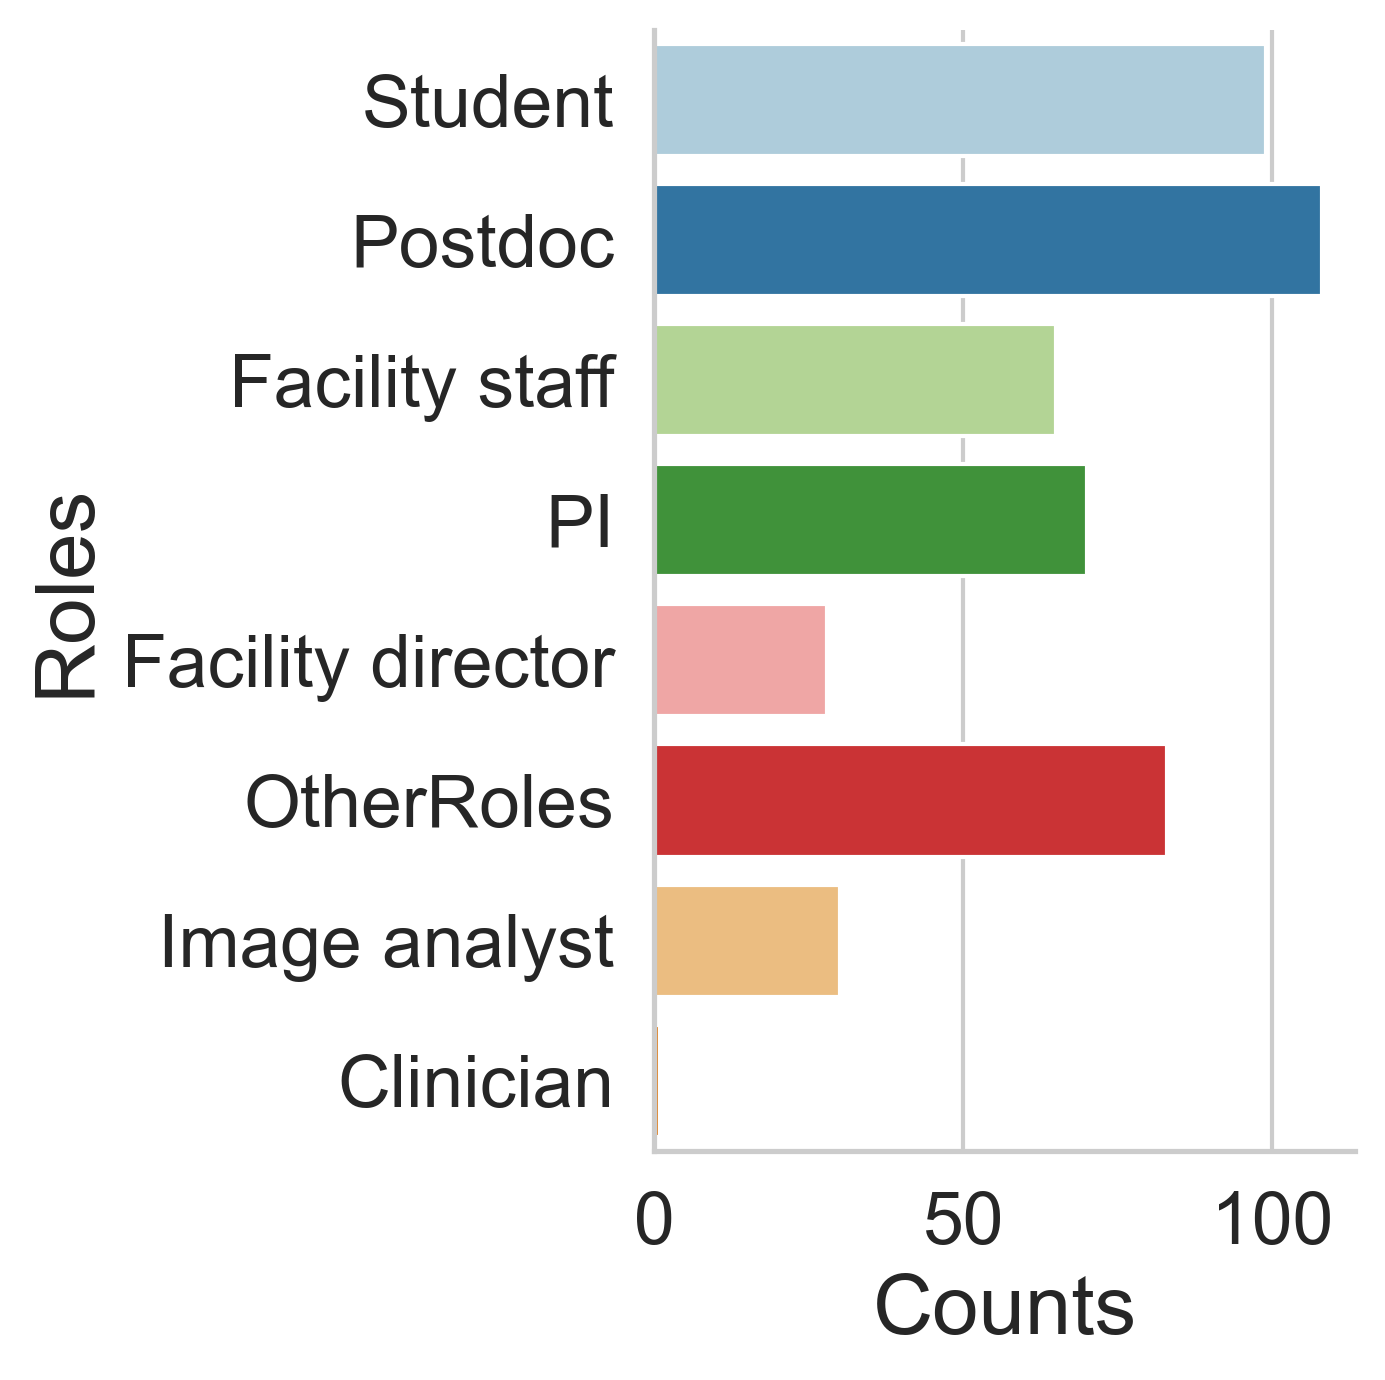 Student
Postdoc
Facility staff
PI
Facility director
OtherRoles
Image analyst
Clinician
Roles
0 50 100
Counts